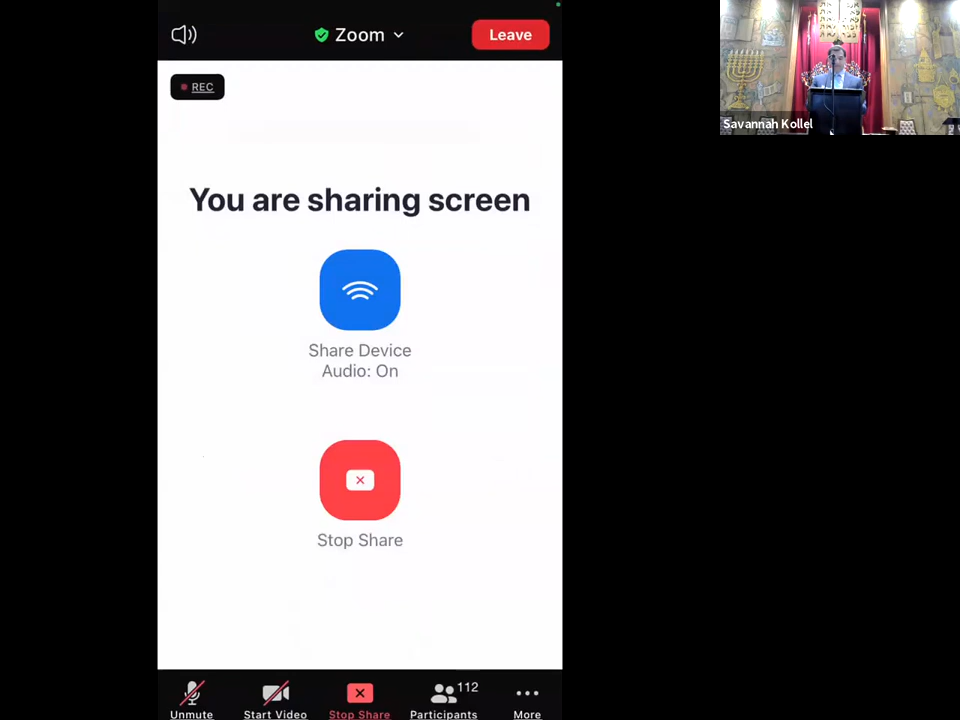 Zoom
Leave
REC
You are sharing screen
Share Device
Audio: On
Stop Share
Unmute
Start Video
Stop Share
112
Participants
More
Savannah Kollel